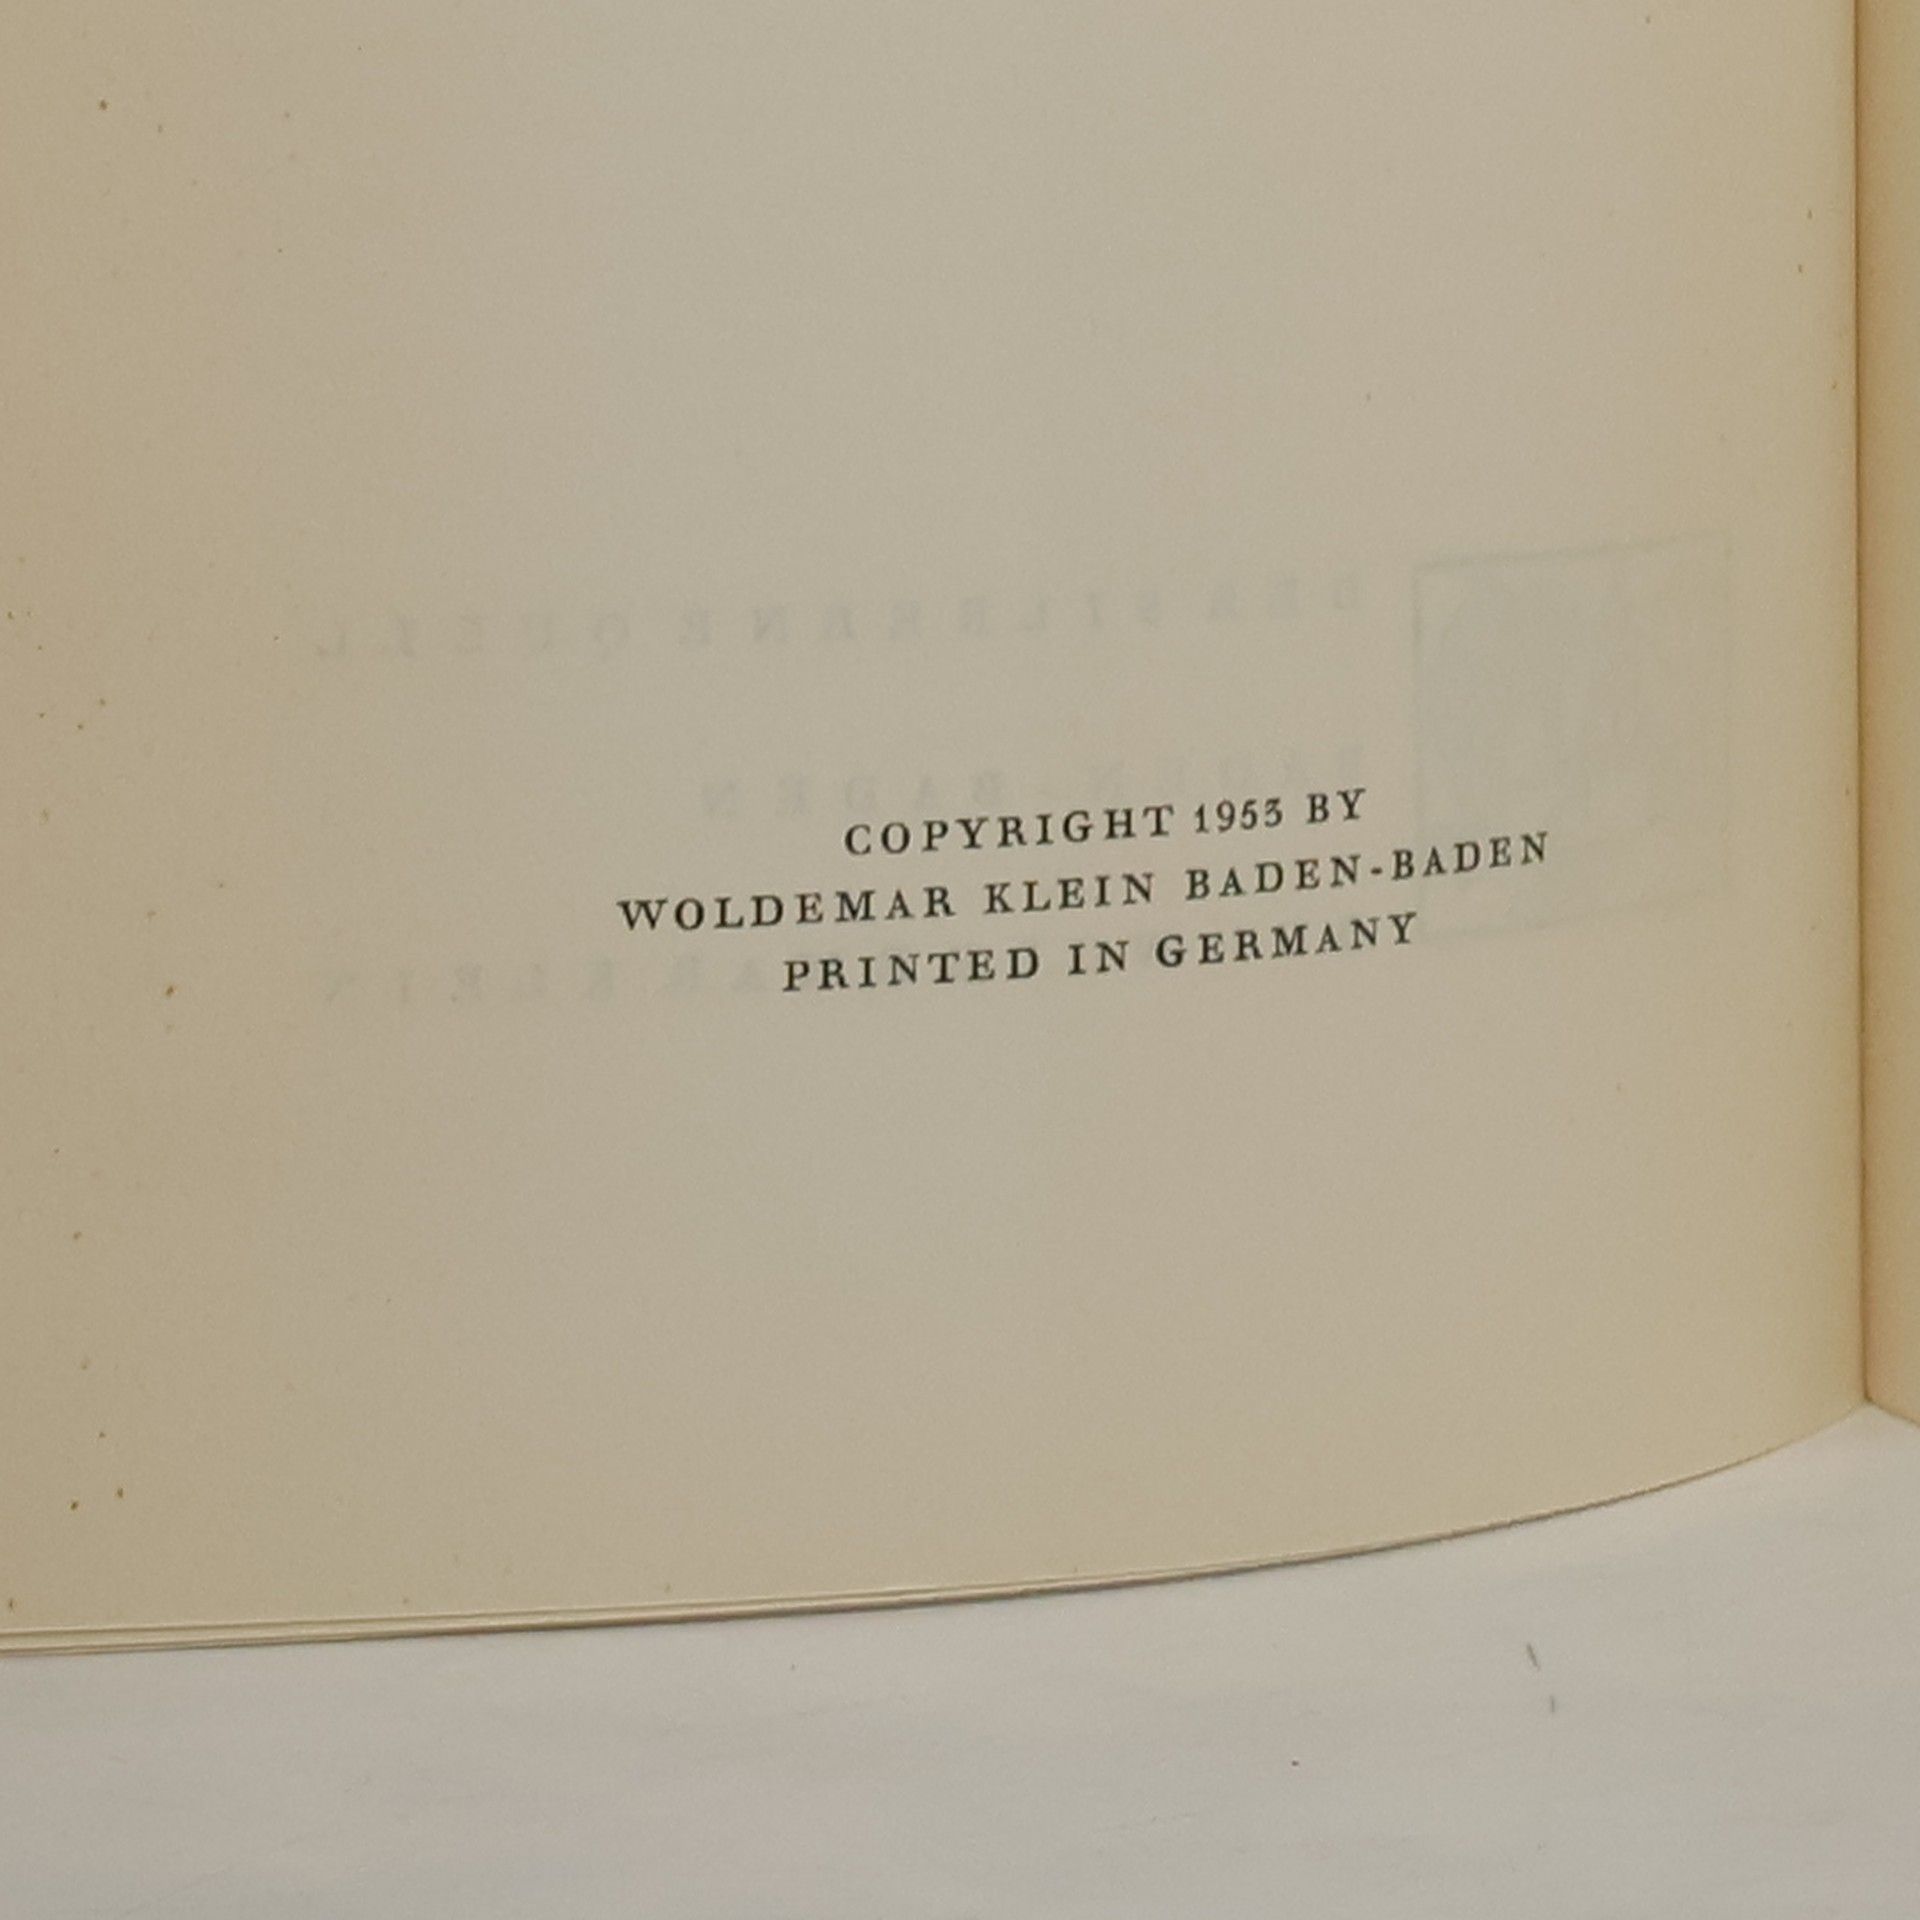 COPYRIGHT 1953 BY
WOLDEMAR KLEIN BADEN-BADEN
PRINTED IN GERMANY